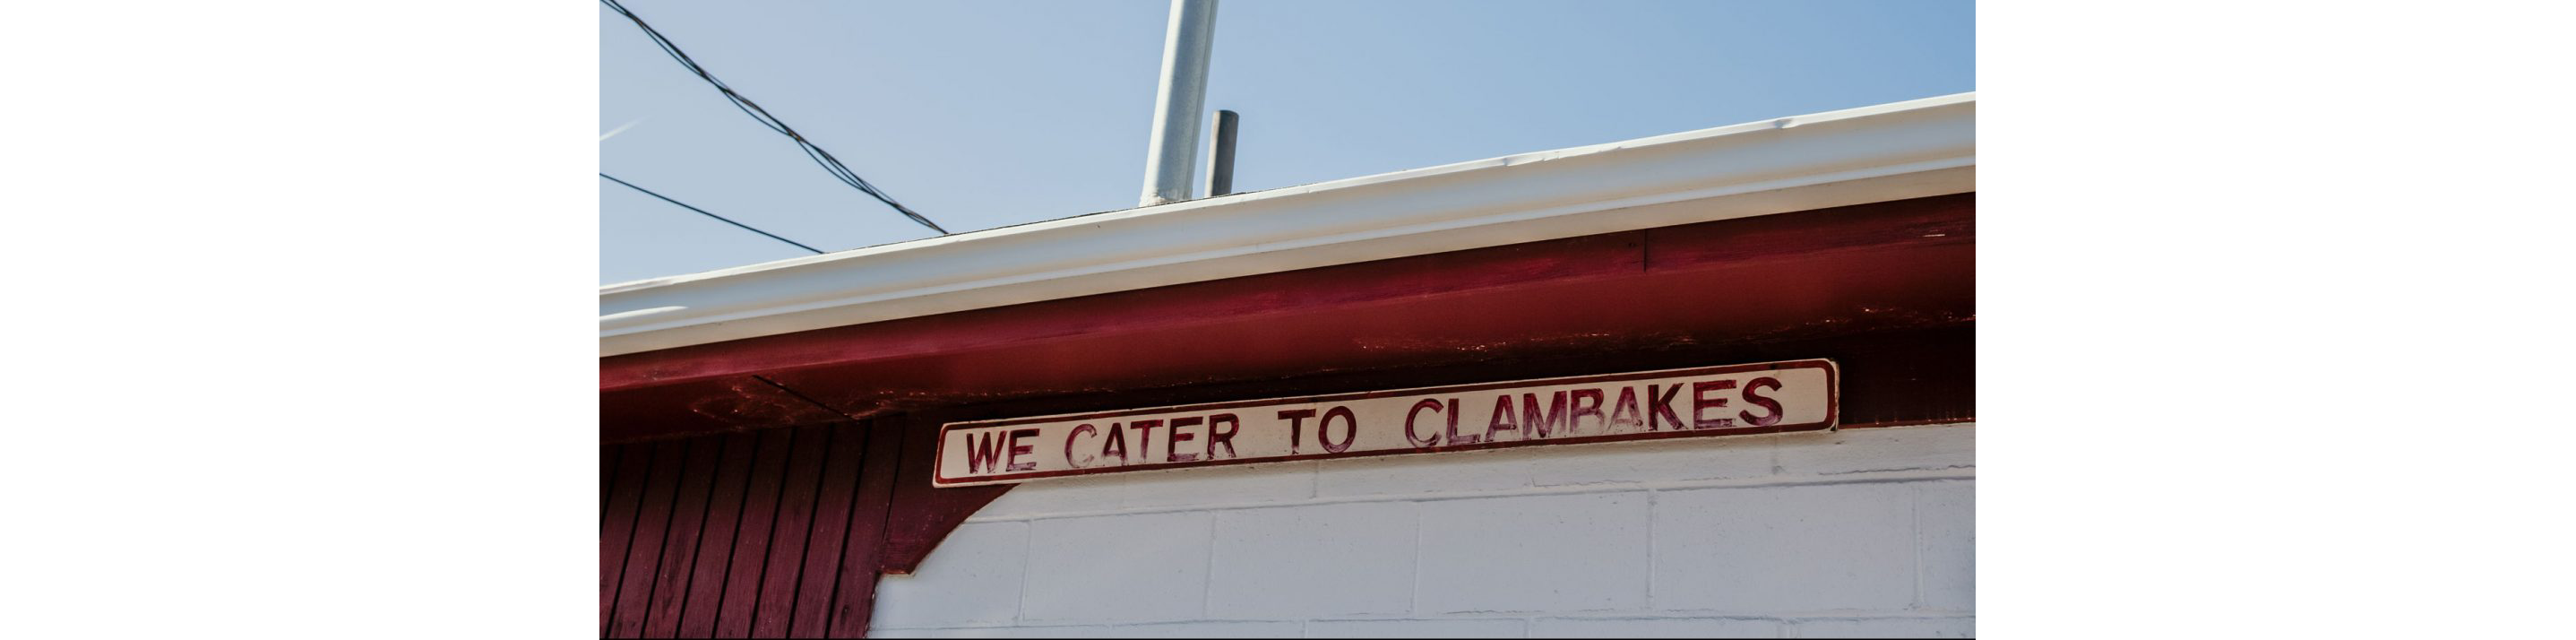 WE CATER TO CLAMBAKES